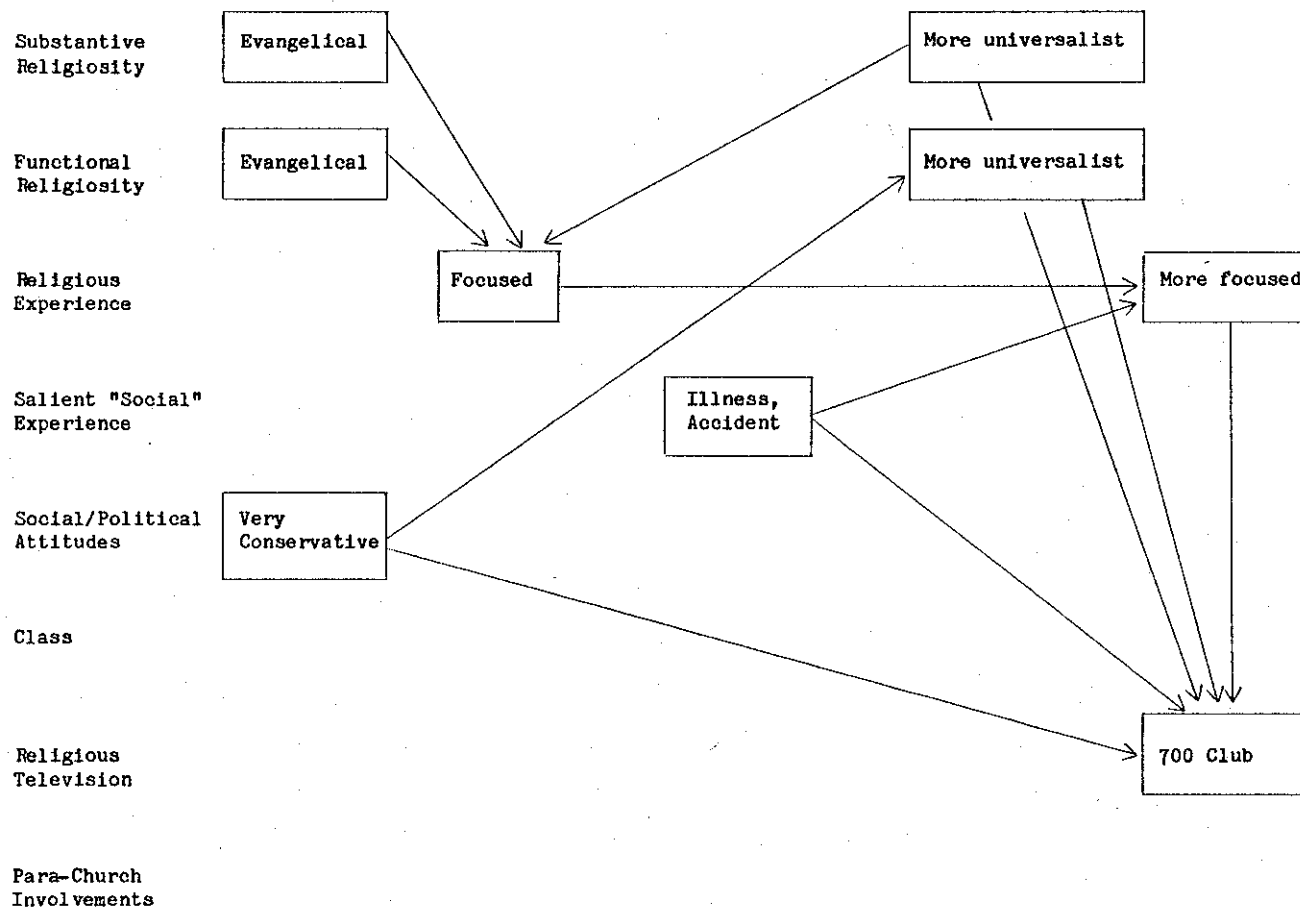 Substantive
Religiosity
Evangelical
More universalist
Functional
Religiosity
Evangelical
More universalist
Religious
Experience
Focused
More focused
Salient "Social"
Experience
Illness,
Accident
Social/Political
Attitudes
Very
Conservative
Class
Religious
Television
700 Club
Para-Church
Involvements